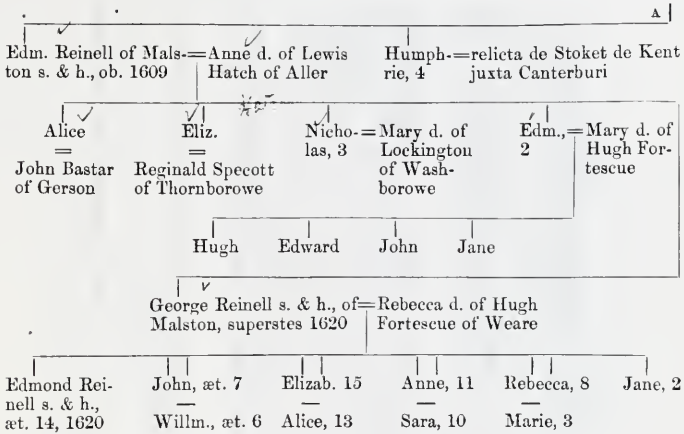 A
Edm. Reinell of Mals-=Anne d. of Lewis Humph-=relicta de Stoket de Kent
ton s. & h., ob. 1609 Hatch of Aller rie, 4 juxta Canterburi
Alice Eliz. Nicho-=Mary d. of Edm.,=Mary d. of
= = las, 3 Lockington 2 Hugh For-
John Bastar Reginald Specott of Wash- tescue
of Gerson of Thornborowe borowe
Hugh Edward John Jane
George Reinell s. & h., of=Rebecca d. of Hugh
Malston, superstes 1620 Fortescue of Weare
Edmond Rei- John, æt. 7 Elizab. 15 Anne, 11 Rebecca, 8 Jane, 2
nell s. & h., — — — —
æt. 14, 1620 Willm., æt. 6 Alice, 13 Sara, 10 Marie, 3